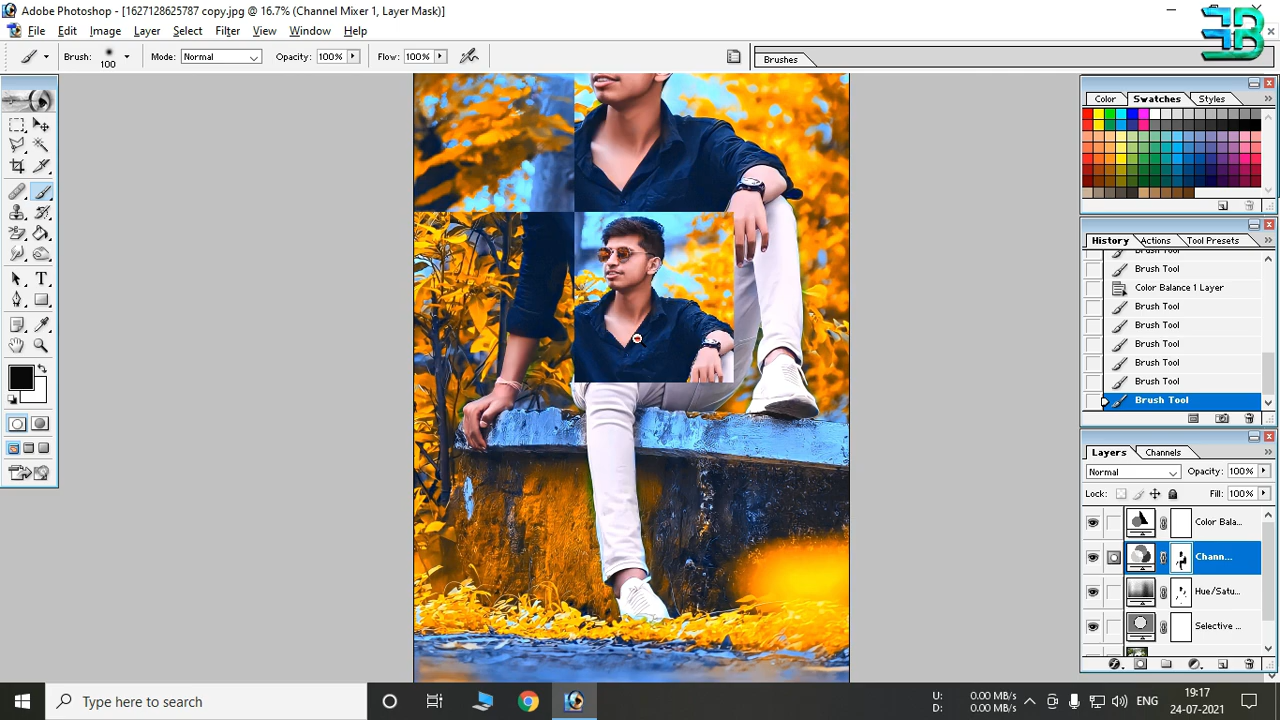 Adobe Photoshop - [1627128625787 copy.jpg @ 16.7% (Channel Mixer 1, Layer Mask)]
File Edit Image Layer Select Filter View Window Help
Brush: 100 Mode: Normal Opacity: 100% Flow: 100% Brushes
Color Swatches Styles
History Actions Tool Presets
Brush Tool
Brush Tool
Color Balance 1 Layer
Brush Tool
Brush Tool
Brush Tool
Brush Tool
Brush Tool
Brush Tool
Layers Channels
Normal Opacity: 100%
Lock: Fill: 100%
Color Bala...
Chann...
Hue/Satu...
Selective ...
Type here to search
U: 0.00 MB/s
D: 0.00 MB/s
ENG
19:17
24-07-2021